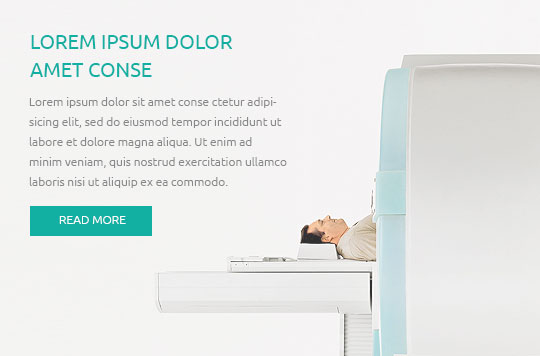 LOREM IPSUM DOLOR
AMET CONSE
Lorem ipsum dolor sit amet conse ctetur adipi-
sicing elit, sed do eiusmod tempor incididunt ut
labore et dolore magna aliqua. Ut enim ad
minim veniam, quis nostrud exercitation ullamco
laboris nisi ut aliquip ex ea commodo.
READ MORE